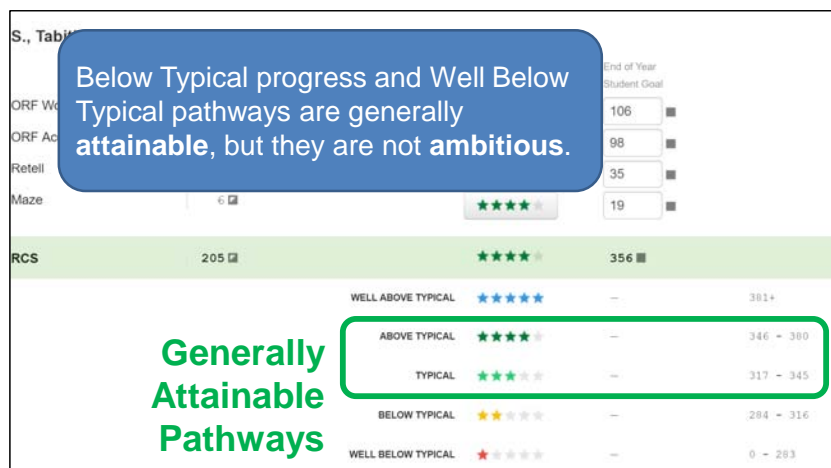 S., Tabit
Below Typical progress and Well Below
Typical pathways are generally
attainable, but they are not ambitious.
End of Year
Student Goal
ORF Wo 106
ORF Ac 98
Retell 35
Maze 6 19
RCS 205 356
WELL ABOVE TYPICAL – 381+
ABOVE TYPICAL – 346 - 380
TYPICAL – 317 - 345
BELOW TYPICAL – 284 - 316
WELL BELOW TYPICAL – 0 - 283
Generally
Attainable
Pathways